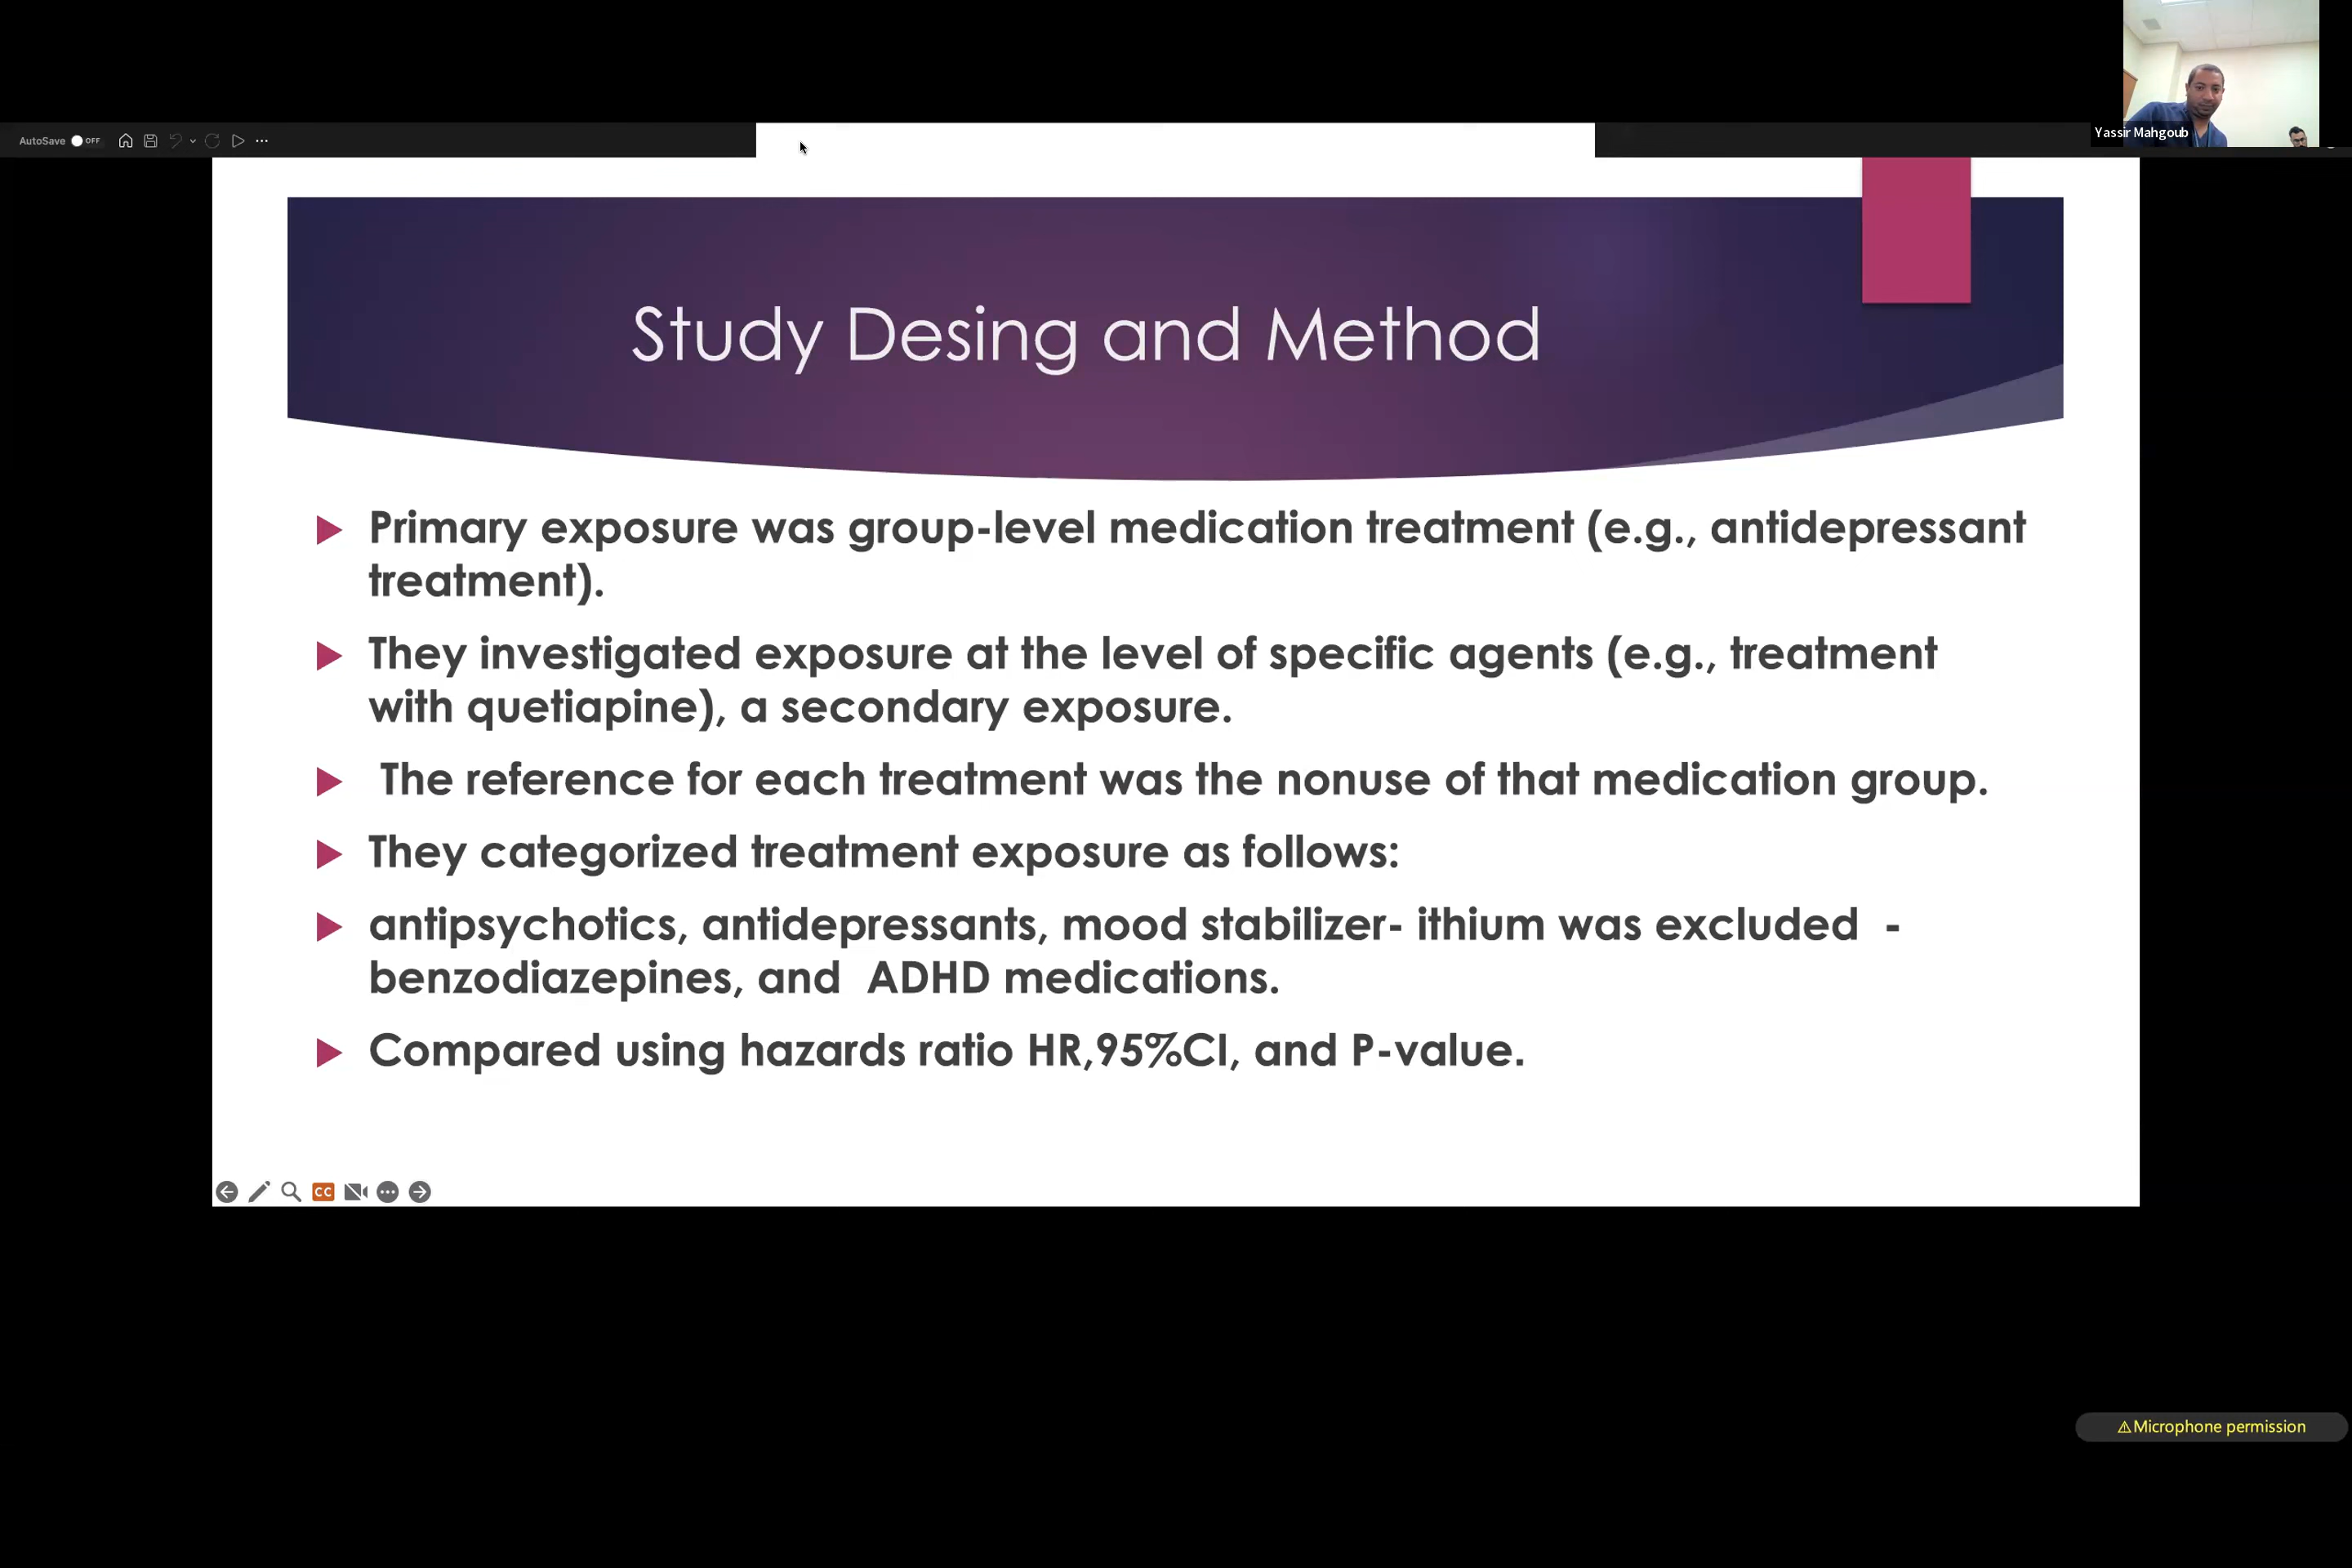 Yassir Mahgoub
AutoSave OFF
Study Desing and Method
Primary exposure was group-level medication treatment (e.g., antidepressant
treatment).
They investigated exposure at the level of specific agents (e.g., treatment
with quetiapine), a secondary exposure.
The reference for each treatment was the nonuse of that medication group.
They categorized treatment exposure as follows:
antipsychotics, antidepressants, mood stabilizer- ithium was excluded -
benzodiazepines, and ADHD medications.
Compared using hazards ratio HR,95%CI, and P-value.
CC
Microphone permission